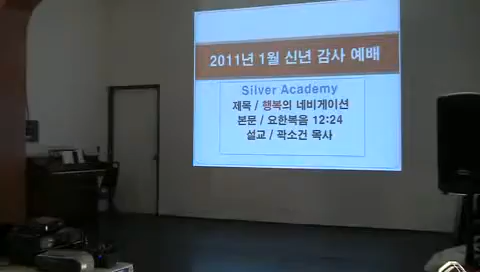 2011년 1월 신년 감사 예배
Silver Academy
제목 / 행복의 네비게이션
본문 / 요한복음 12:24
설교 / 곽소건 목사